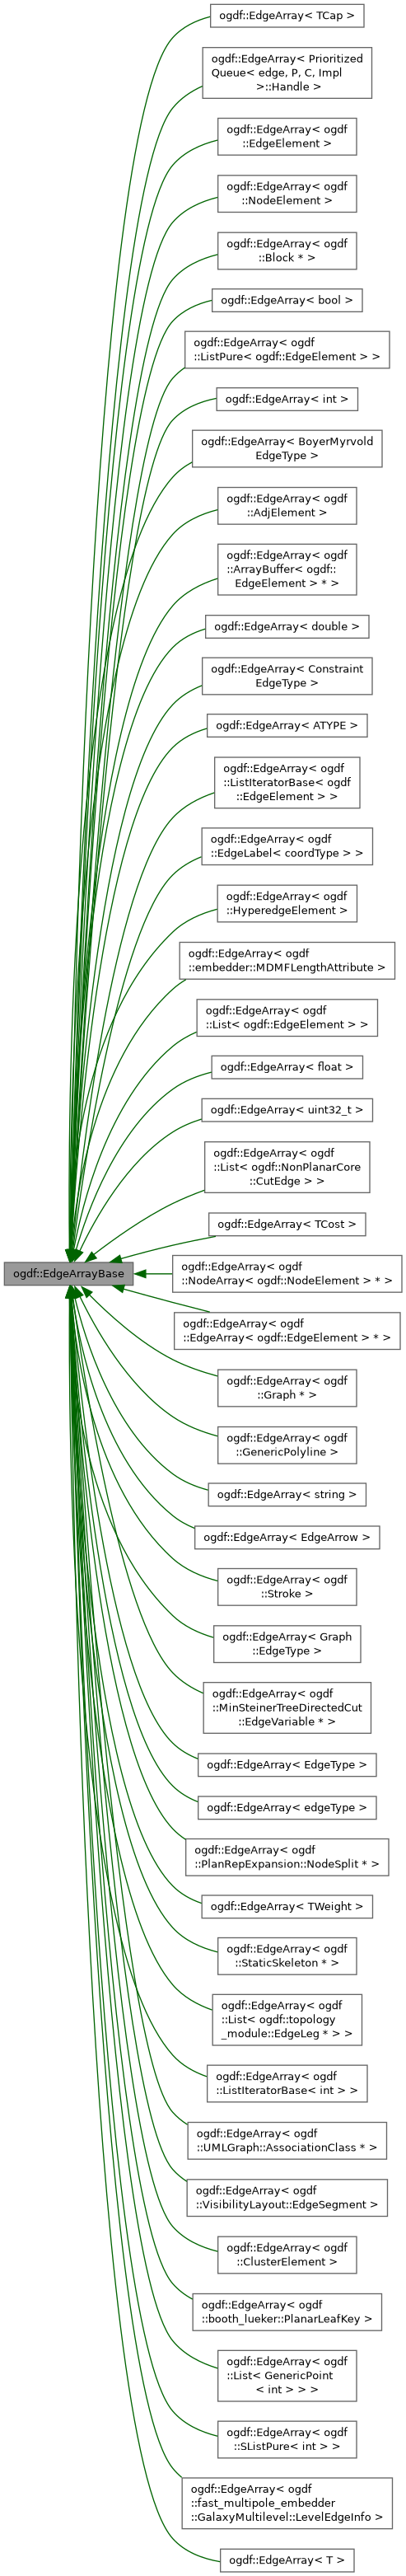 ogdf::EdgeArray< TCap >
ogdf::EdgeArray< Prioritized
Queue< edge, P, C, Impl
>::Handle >
ogdf::EdgeArray< ogdf
::EdgeElement >
ogdf::EdgeArray< ogdf
::NodeElement >
ogdf::EdgeArray< ogdf
::Block * >
ogdf::EdgeArray< bool >
ogdf::EdgeArray< ogdf
::ListPure< ogdf::EdgeElement > >
ogdf::EdgeArray< int >
ogdf::EdgeArray< BoyerMyrvold
EdgeType >
ogdf::EdgeArray< ogdf
::AdjElement >
ogdf::EdgeArray< ogdf
::ArrayBuffer< ogdf::
EdgeElement > * >
ogdf::EdgeArray< double >
ogdf::EdgeArray< Constraint
EdgeType >
ogdf::EdgeArray< ATYPE >
ogdf::EdgeArray< ogdf
::ListIteratorBase< ogdf
::EdgeElement > >
ogdf::EdgeArray< ogdf
::EdgeLabel< coordType > >
ogdf::EdgeArray< ogdf
::HyperedgeElement >
ogdf::EdgeArray< ogdf
::embedder::MDMFLengthAttribute >
ogdf::EdgeArray< ogdf
::List< ogdf::EdgeElement > >
ogdf::EdgeArray< float >
ogdf::EdgeArray< uint32_t >
ogdf::EdgeArray< ogdf
::List< ogdf::NonPlanarCore
::CutEdge > >
ogdf::EdgeArray< TCost >
ogdf::EdgeArrayBase
ogdf::EdgeArray< ogdf
::NodeArray< ogdf::NodeElement > * >
ogdf::EdgeArray< ogdf
::EdgeArray< ogdf::EdgeElement > * >
ogdf::EdgeArray< ogdf
::Graph * >
ogdf::EdgeArray< ogdf
::GenericPolyline >
ogdf::EdgeArray< string >
ogdf::EdgeArray< EdgeArrow >
ogdf::EdgeArray< ogdf
::Stroke >
ogdf::EdgeArray< Graph
::EdgeType >
ogdf::EdgeArray< ogdf
::MinSteinerTreeDirectedCut
::EdgeVariable * >
ogdf::EdgeArray< EdgeType >
ogdf::EdgeArray< edgeType >
ogdf::EdgeArray< ogdf
::PlanRepExpansion::NodeSplit * >
ogdf::EdgeArray< TWeight >
ogdf::EdgeArray< ogdf
::StaticSkeleton * >
ogdf::EdgeArray< ogdf
::List< ogdf::topology
_module::EdgeLeg * > >
ogdf::EdgeArray< ogdf
::ListIteratorBase< int > >
ogdf::EdgeArray< ogdf
::UMLGraph::AssociationClass * >
ogdf::EdgeArray< ogdf
::VisibilityLayout::EdgeSegment >
ogdf::EdgeArray< ogdf
::ClusterElement >
ogdf::EdgeArray< ogdf
::booth_lueker::PlanarLeafKey >
ogdf::EdgeArray< ogdf
::List< GenericPoint
< int > > >
ogdf::EdgeArray< ogdf
::SListPure< int > >
ogdf::EdgeArray< ogdf
::fast_multipole_embedder
::GalaxyMultilevel::LevelEdgeInfo >
ogdf::EdgeArray< T >